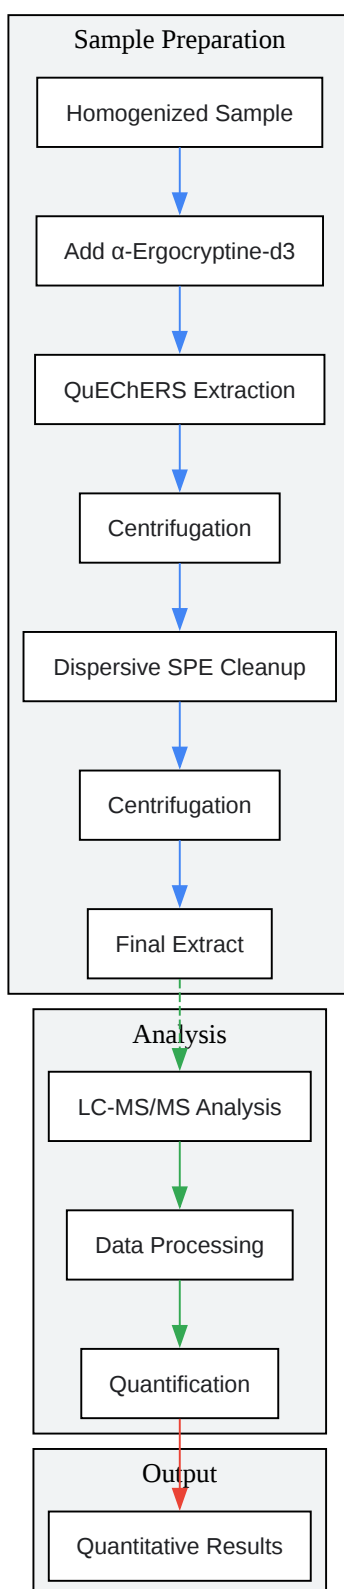 Sample Preparation
Homogenized Sample
Add α-Ergocryptine-d3
QuEChERS Extraction
Centrifugation
Dispersive SPE Cleanup
Centrifugation
Final Extract
Analysis
LC-MS/MS Analysis
Data Processing
Quantification
Output
Quantitative Results